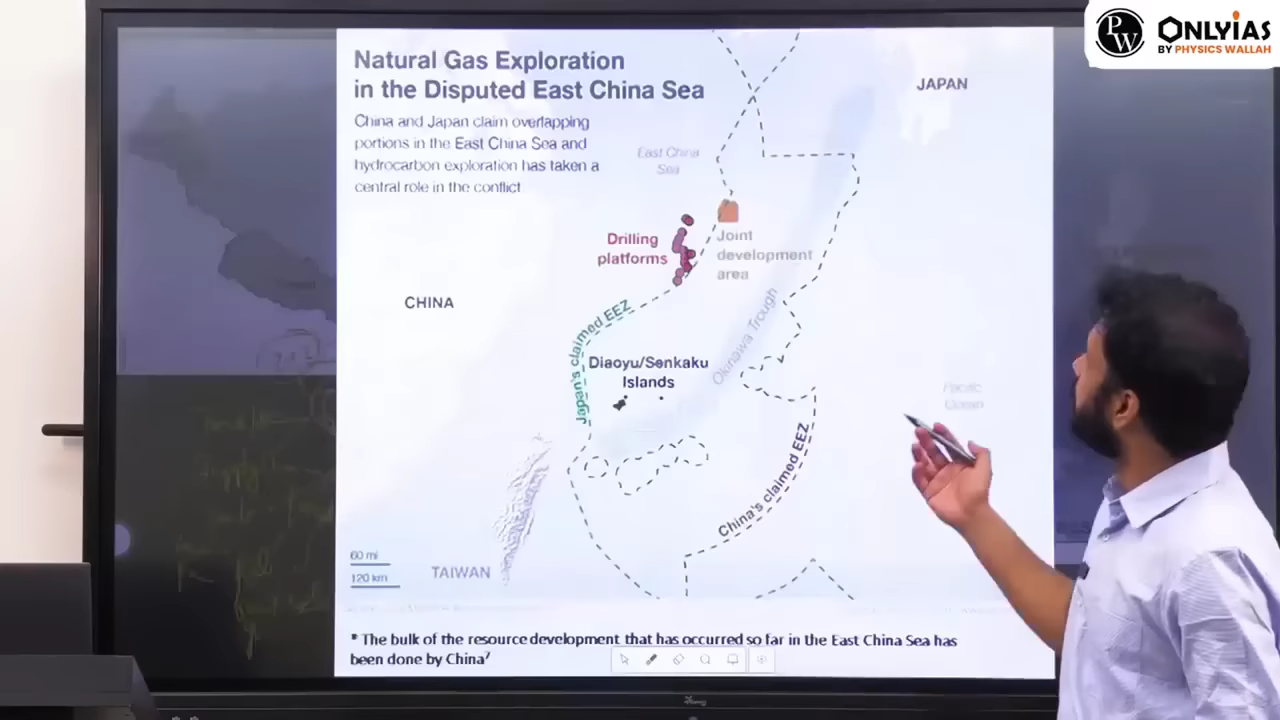 PW
ONLYIAS
BY PHYSICS WALLAH
Natural Gas Exploration
in the Disputed East China Sea
China and Japan claim overlapping
portions in the East China Sea and
hydrocarbon exploration has taken a
central role in the conflict
JAPAN
East China
Sea
Drilling
platforms
Joint
development
area
CHINA
Japan's claimed EEZ
Okinawa Trough
Diaoyu/Senkaku
Islands
Pacific
Ocean
China's claimed EEZ
60 mi
120 km
TAIWAN
* The bulk of the resource development that has occurred so far in the East China Sea has
been done by China⁷